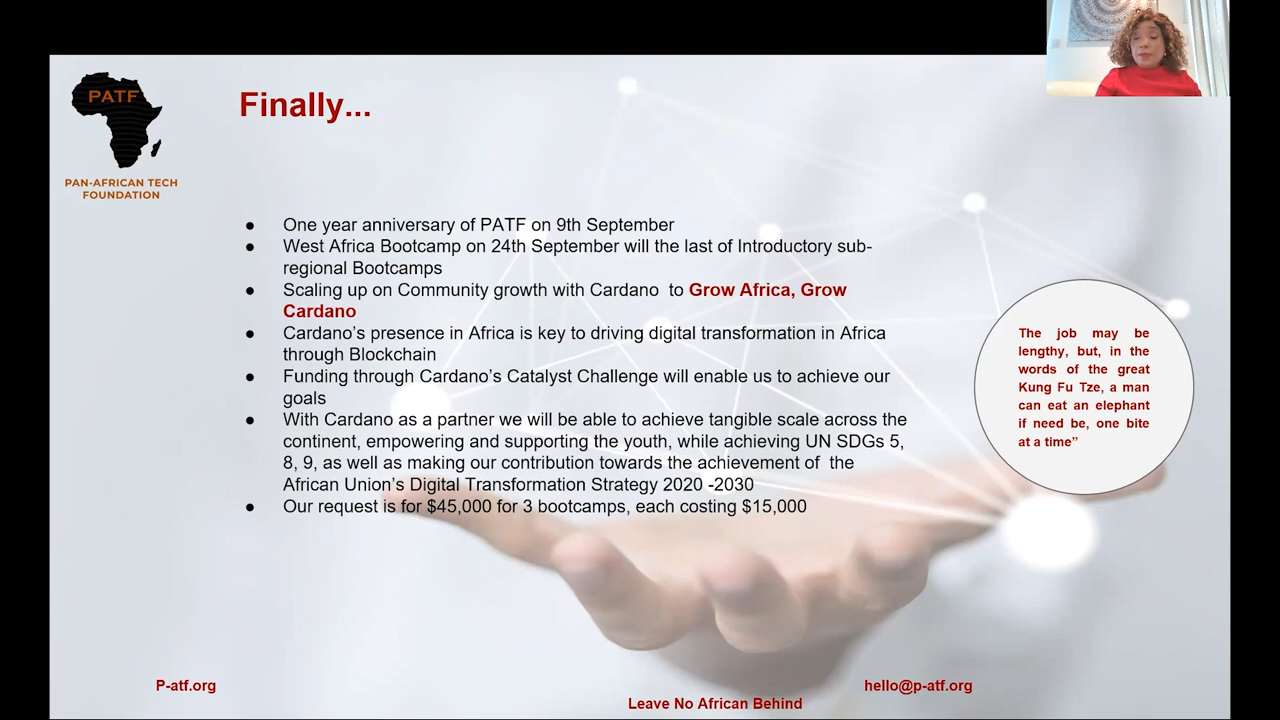 PATF
PAN-AFRICAN TECH
FOUNDATION
Finally...
● One year anniversary of PATF on 9th September
● West Africa Bootcamp on 24th September will the last of Introductory sub-
regional Bootcamps
● Scaling up on Community growth with Cardano to Grow Africa, Grow
Cardano
● Cardano's presence in Africa is key to driving digital transformation in Africa
through Blockchain
● Funding through Cardano's Catalyst Challenge will enable us to achieve our
goals
● With Cardano as a partner we will be able to achieve tangible scale across the
continent, empowering and supporting the youth, while achieving UN SDGs 5,
8, 9, as well as making our contribution towards the achievement of the
African Union's Digital Transformation Strategy 2020 -2030
● Our request is for $45,000 for 3 bootcamps, each costing $15,000
The job may be
lengthy, but, in the
words of the great
Kung Fu Tze, a man
can eat an elephant
if need be, one bite
at a time”
P-atf.org
hello@p-atf.org
Leave No African Behind